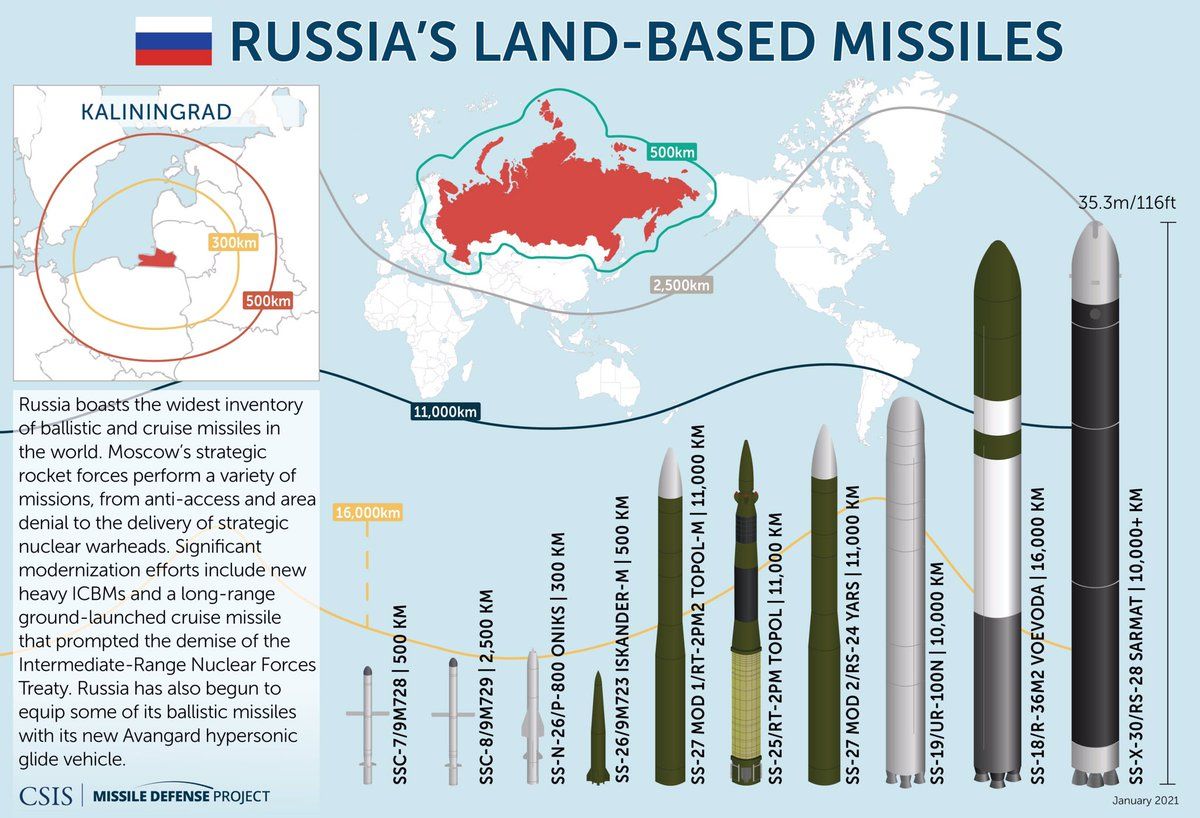 RUSSIA'S LAND-BASED MISSILES
KALININGRAD
300km
500km
500km
2,500km
11,000km
16,000km
35.3m/116ft
Russia boasts the widest inventory
of ballistic and cruise missiles in
the world. Moscow's strategic
rocket forces perform a variety of
missions, from anti-access and area
denial to the delivery of strategic
nuclear warheads. Significant
modernization efforts include new
heavy ICBMs and a long-range
ground-launched cruise missile
that prompted the demise of the
Intermediate-Range Nuclear Forces
Treaty. Russia has also begun to
equip some of its ballistic missiles
with its new Avangard hypersonic
glide vehicle.
SSC-7/9M728 | 500 KM
SSC-8/9M729 | 2,500 KM
SS-N-26/P-800 ONIKS | 300 KM
SS-26/9M723 ISKANDER-M | 500 KM
SS-27 MOD 1/RT-2PM2 TOPOL-M | 11,000 KM
SS-25/RT-2PM TOPOL | 11,000 KM
SS-27 MOD 2/RS-24 YARS | 11,000 KM
SS-19/UR-100N | 10,000 KM
SS-18/R-36M2 VOEVODA | 16,000 KM
SS-X-30/RS-28 SARMAT | 10,000+ KM
CSIS | MISSILE DEFENSE PROJECT
January 2021